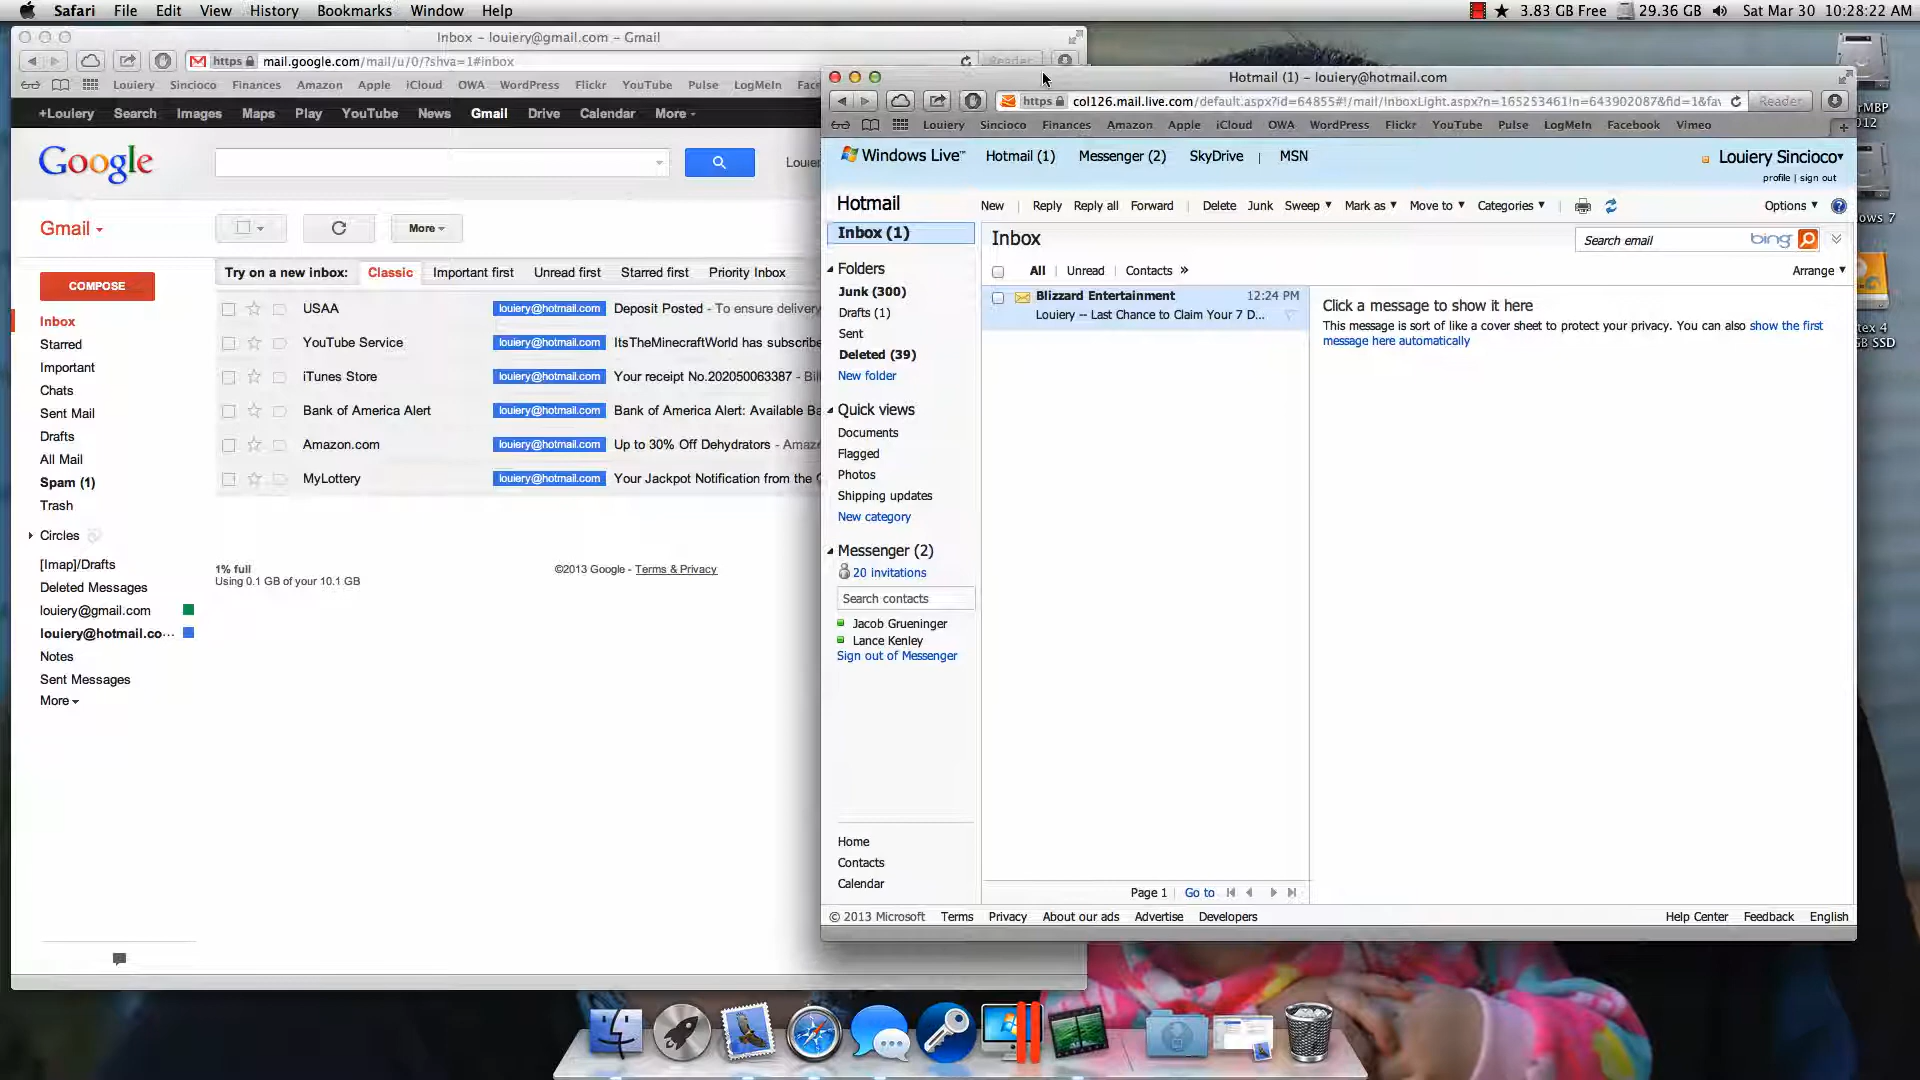 Safari File Edit View History Bookmarks Window Help 3.83 GB Free 29.36 GB Sat Mar 30 10:28:22 AM
Inbox – louiery@gmail.com – Gmail
https mail.google.com/mail/u/0/?shva=1#inbox Reader
Louiery Sincioco Finances Amazon Apple iCloud OWA WordPress Flickr YouTube Pulse LogMeIn
+Louiery Search Images Maps Play YouTube News Gmail Drive Calendar More
Google
Gmail
More
COMPOSE
Inbox
Starred
Important
Chats
Sent Mail
Drafts
All Mail
Spam (1)
Trash
Circles
[Imap]/Drafts
Deleted Messages
louiery@gmail.com
louiery@hotmail.co...
Notes
Sent Messages
More
Try on a new inbox: Classic Important first Unread first Starred first Priority Inbox
USAA louiery@hotmail.com Deposit Posted - To ensure delivery
YouTube Service louiery@hotmail.com ItsTheMinecraftWorld has subscribe
iTunes Store louiery@hotmail.com Your receipt No.202050063387 - Bil
Bank of America Alert louiery@hotmail.com Bank of America Alert: Available Ba
Amazon.com louiery@hotmail.com Up to 30% Off Dehydrators - Amaz
MyLottery louiery@hotmail.com Your Jackpot Notification from the
1% full
Using 0.1 GB of your 10.1 GB
©2013 Google - Terms & Privacy
Hotmail (1) – louiery@hotmail.com
https col126.mail.live.com/default.aspx?id=64855#!/mail/InboxLight.aspx?n=165253461!n=643902087&fid=1&fav Reader
Louiery Sincioco Finances Amazon Apple iCloud OWA WordPress Flickr YouTube Pulse LogMeIn Facebook Vimeo
Windows Live™ Hotmail (1) Messenger (2) SkyDrive | MSN Louiery Sincioco
profile | sign out
Hotmail New | Reply Reply all Forward | Delete Junk Sweep Mark as Move to Categories Options
Inbox (1)
Folders
Junk (300)
Drafts (1)
Sent
Deleted (39)
New folder
Quick views
Documents
Flagged
Photos
Shipping updates
New category
Messenger (2)
20 invitations
Search contacts
Jacob Grueninger
Lance Kenley
Sign out of Messenger
Home
Contacts
Calendar
Inbox Search email bing
All | Unread | Contacts » Arrange
Blizzard Entertainment 12:24 PM
Louiery -- Last Chance to Claim Your 7 D...
Click a message to show it here
This message is sort of like a cover sheet to protect your privacy. You can also show the first
message here automatically
Page 1 Go to
© 2013 Microsoft Terms Privacy About our ads Advertise Developers Help Center Feedback English